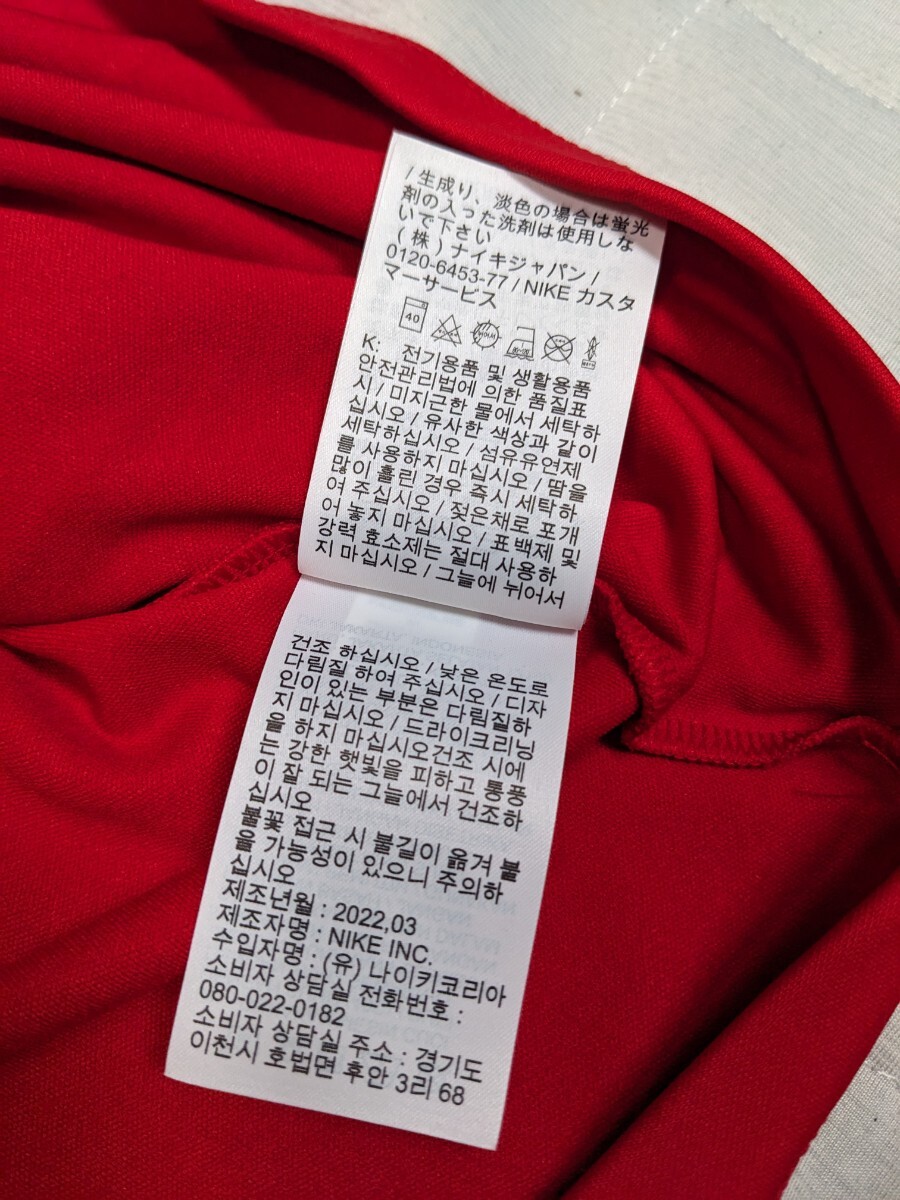 / 生成り、淡色の場合は蛍光
剤の入った洗剤は使用しな
いで下さい
(株) ナイキジャパン /
0120-6453-77 / NIKE カスタ
マーサービス
40
K: 전기용품 및 생활용품
안전관리법에 의한 품질표
시 / 미지근한 물에서 세탁하
십시오 / 유사한 색상과 같이
세탁하십시오 / 섬유유연제
를 사용하지 마십시오 / 땀을
많이 흘린 경우 즉시 세탁하
여 주십시오 / 젖은채로 포개
어 놓지 마십시오 / 표백제 및
강력 효소제는 절대 사용하
지 마십시오 / 그늘에 뉘어서
건조 하십시오 / 낮은 온도로
다림질 하여 주십시오 / 디자
인이 있는 부분은 다림질하
지 마십시오 / 드라이크리닝
을 하지 마십시오건조 시에
는 강한 햇빛을 피하고 통풍
이 잘 되는 그늘에서 건조하
십시오
불꽃 접근 시 불길이 옮겨 붙
을 가능성이 있으니 주의하
십시오
제조년월 : 2022,03
제조자명 : NIKE INC.
수입자명 : (유) 나이키코리아
소비자 상담실 전화번호 :
080-022-0182
소비자 상담실 주소 : 경기도
이천시 호법면 후안 3리 68